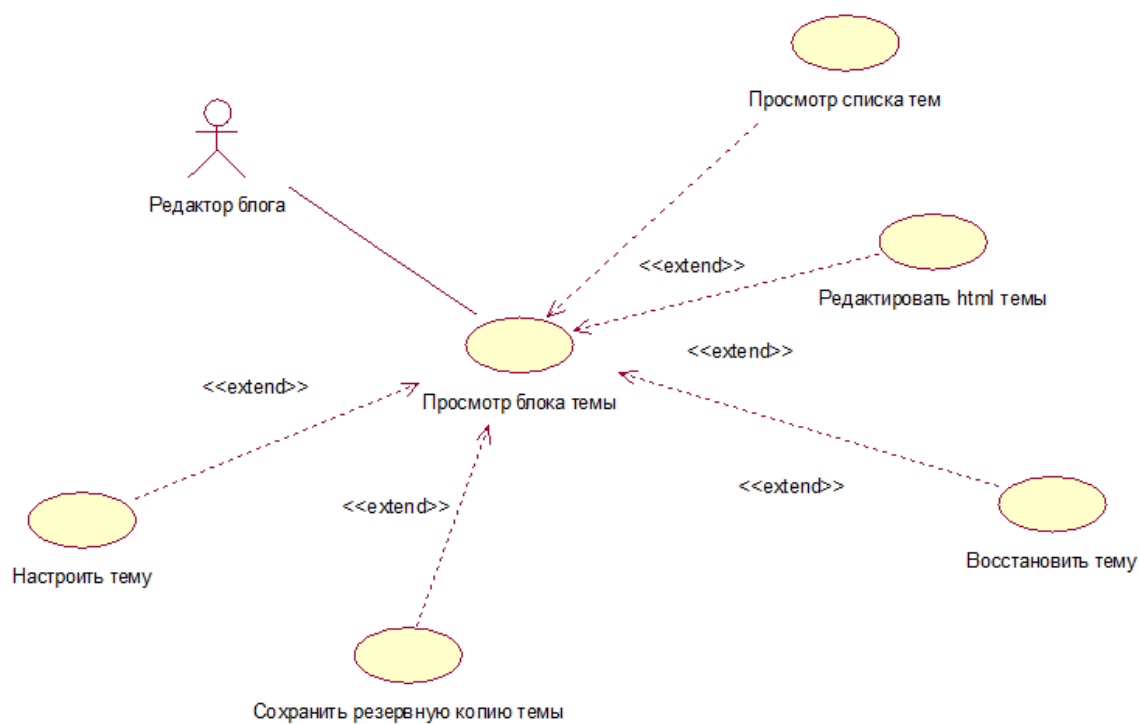 Просмотр списка тем
Редактор блога
<<extend>>
Редактировать html темы
<<extend>>
<<extend>>
Просмотр блока темы
<<extend>>
<<extend>>
Восстановить тему
Настроить тему
Сохранить резервную копию темы